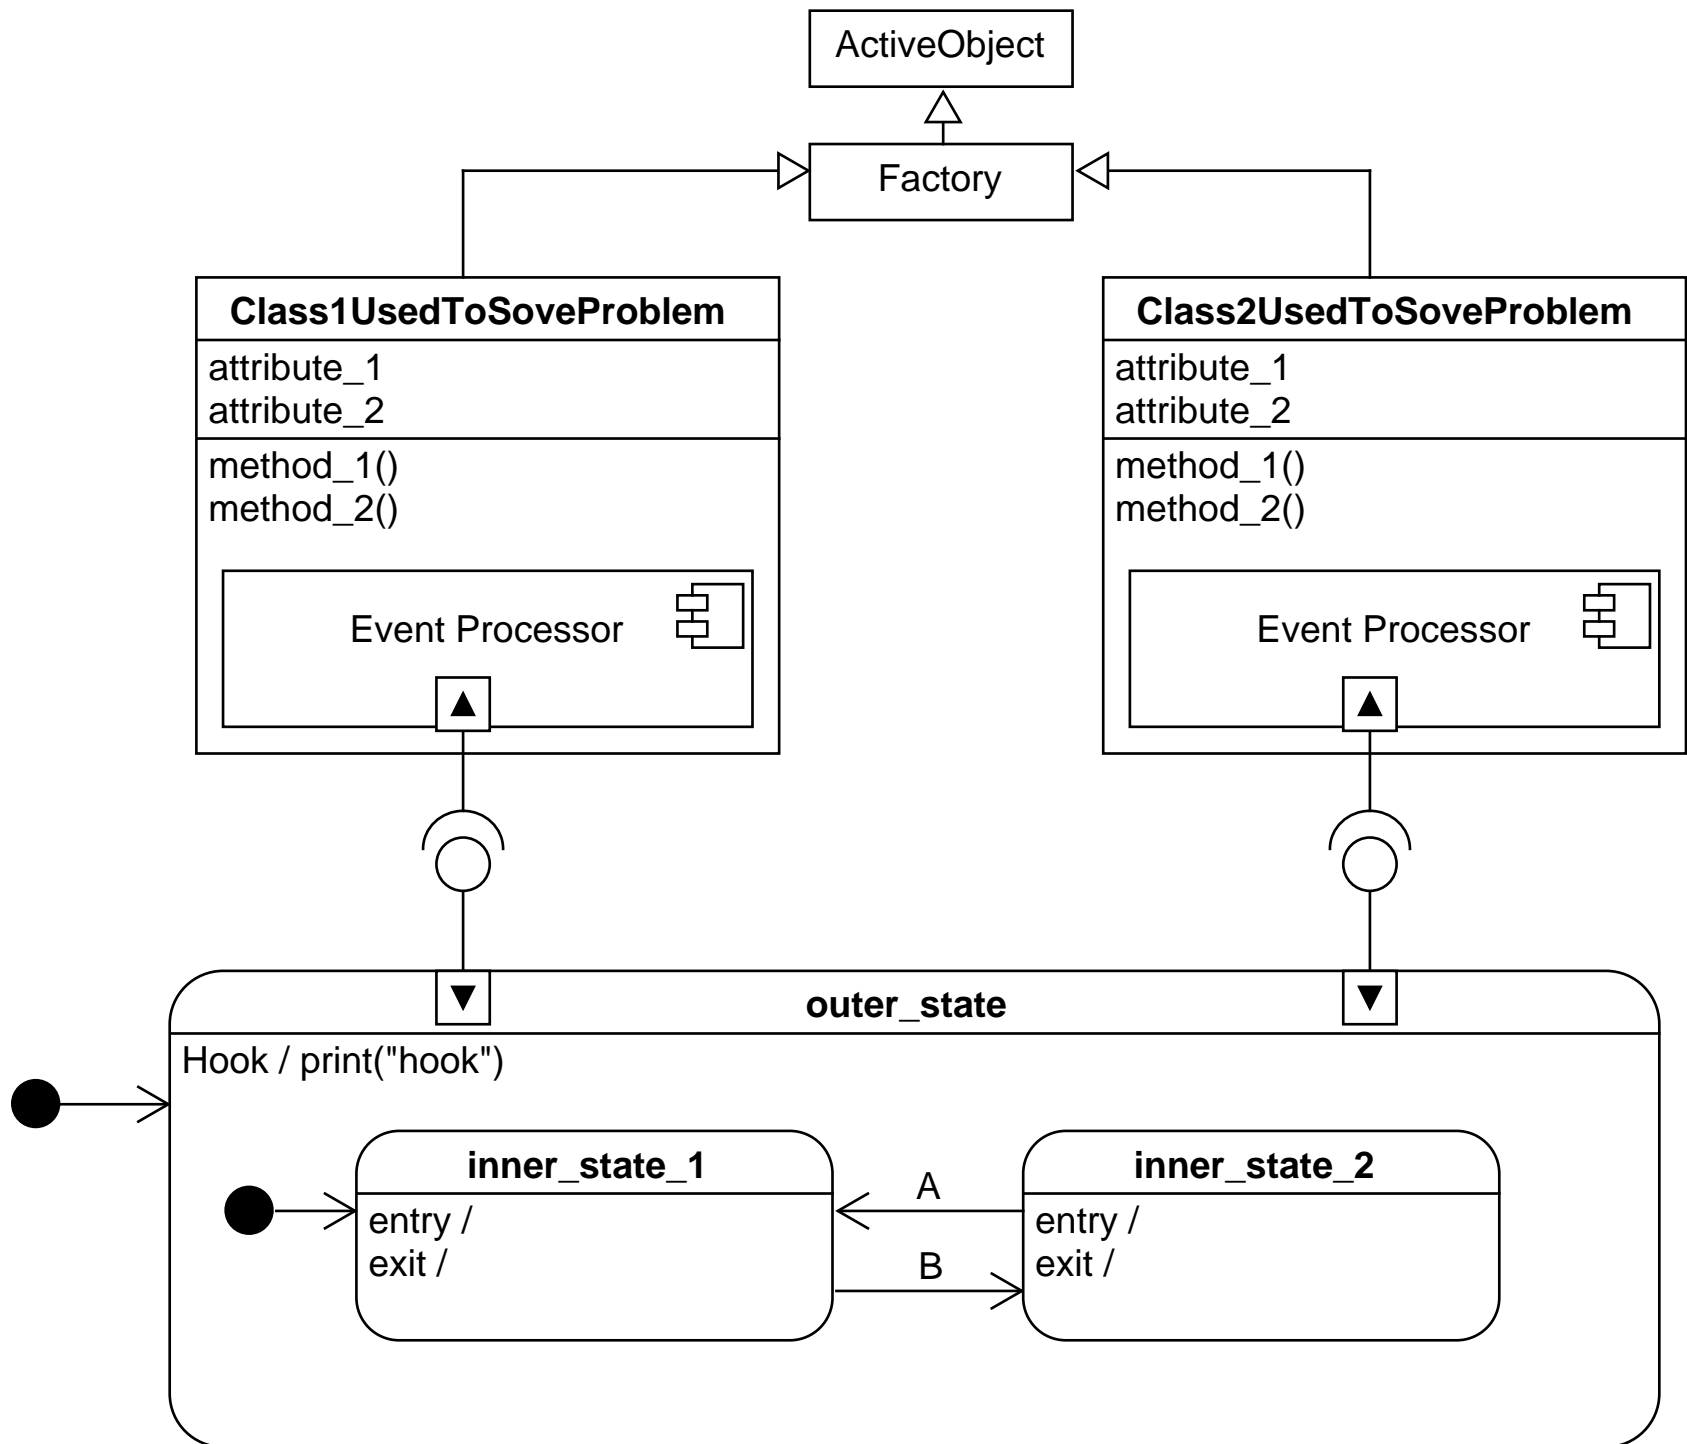 ActiveObject
Factory
Class1UsedToSoveProblem
attribute_1
attribute_2
method_1()
method_2()
Event Processor
Class2UsedToSoveProblem
attribute_1
attribute_2
method_1()
method_2()
Event Processor
outer_state
Hook / print("hook")
inner_state_1
entry /
exit /
A
B
inner_state_2
entry /
exit /